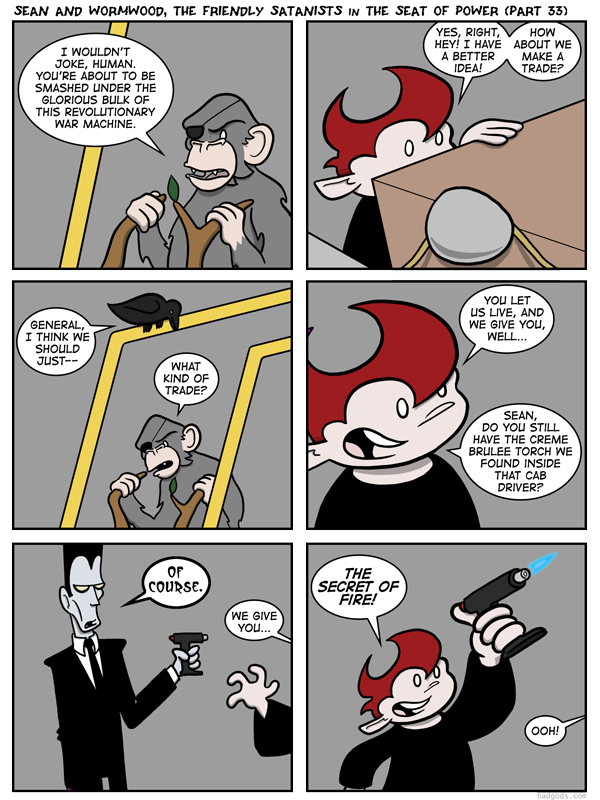 SEAN AND WORMWOOD, THE FRIENDLY SATANISTS IN THE SEAT OF POWER (PART 33)
I WOULDN'T
JOKE, HUMAN.
YOU'RE ABOUT TO BE
SMASHED UNDER THE
GLORIOUS BULK OF
THIS REVOLUTIONARY
WAR MACHINE.
YES, RIGHT,
HEY! I HAVE
A BETTER
IDEA!
HOW
ABOUT WE
MAKE A
TRADE?
GENERAL,
I THINK WE
SHOULD
JUST--
WHAT
KIND OF
TRADE?
YOU LET
US LIVE, AND
WE GIVE YOU,
WELL...
SEAN,
DO YOU STILL
HAVE THE CREME
BRULEE TORCH WE
FOUND INSIDE
THAT CAB
DRIVER?
OF
COURSE.
WE GIVE
YOU...
THE
SECRET OF
FIRE!
OOH!
badgods.com